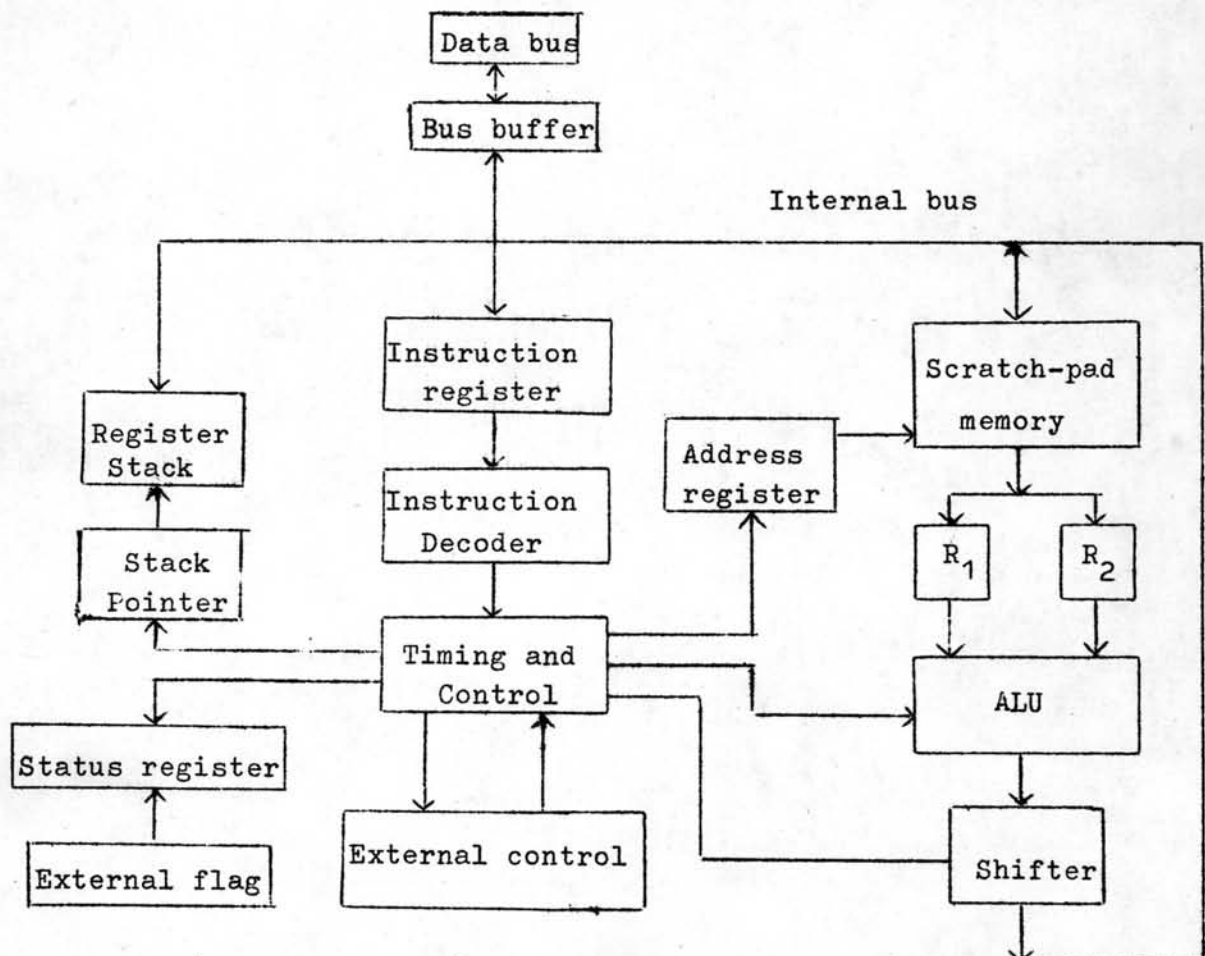 Data bus
Bus buffer
Internal bus
Instruction
register
Scratch-pad
memory
Register
Stack
Address
register
Instruction
Decoder
R1
R2
Stack
Pointer
Timing and
Control
ALU
Status register
External control
Shifter
External flag